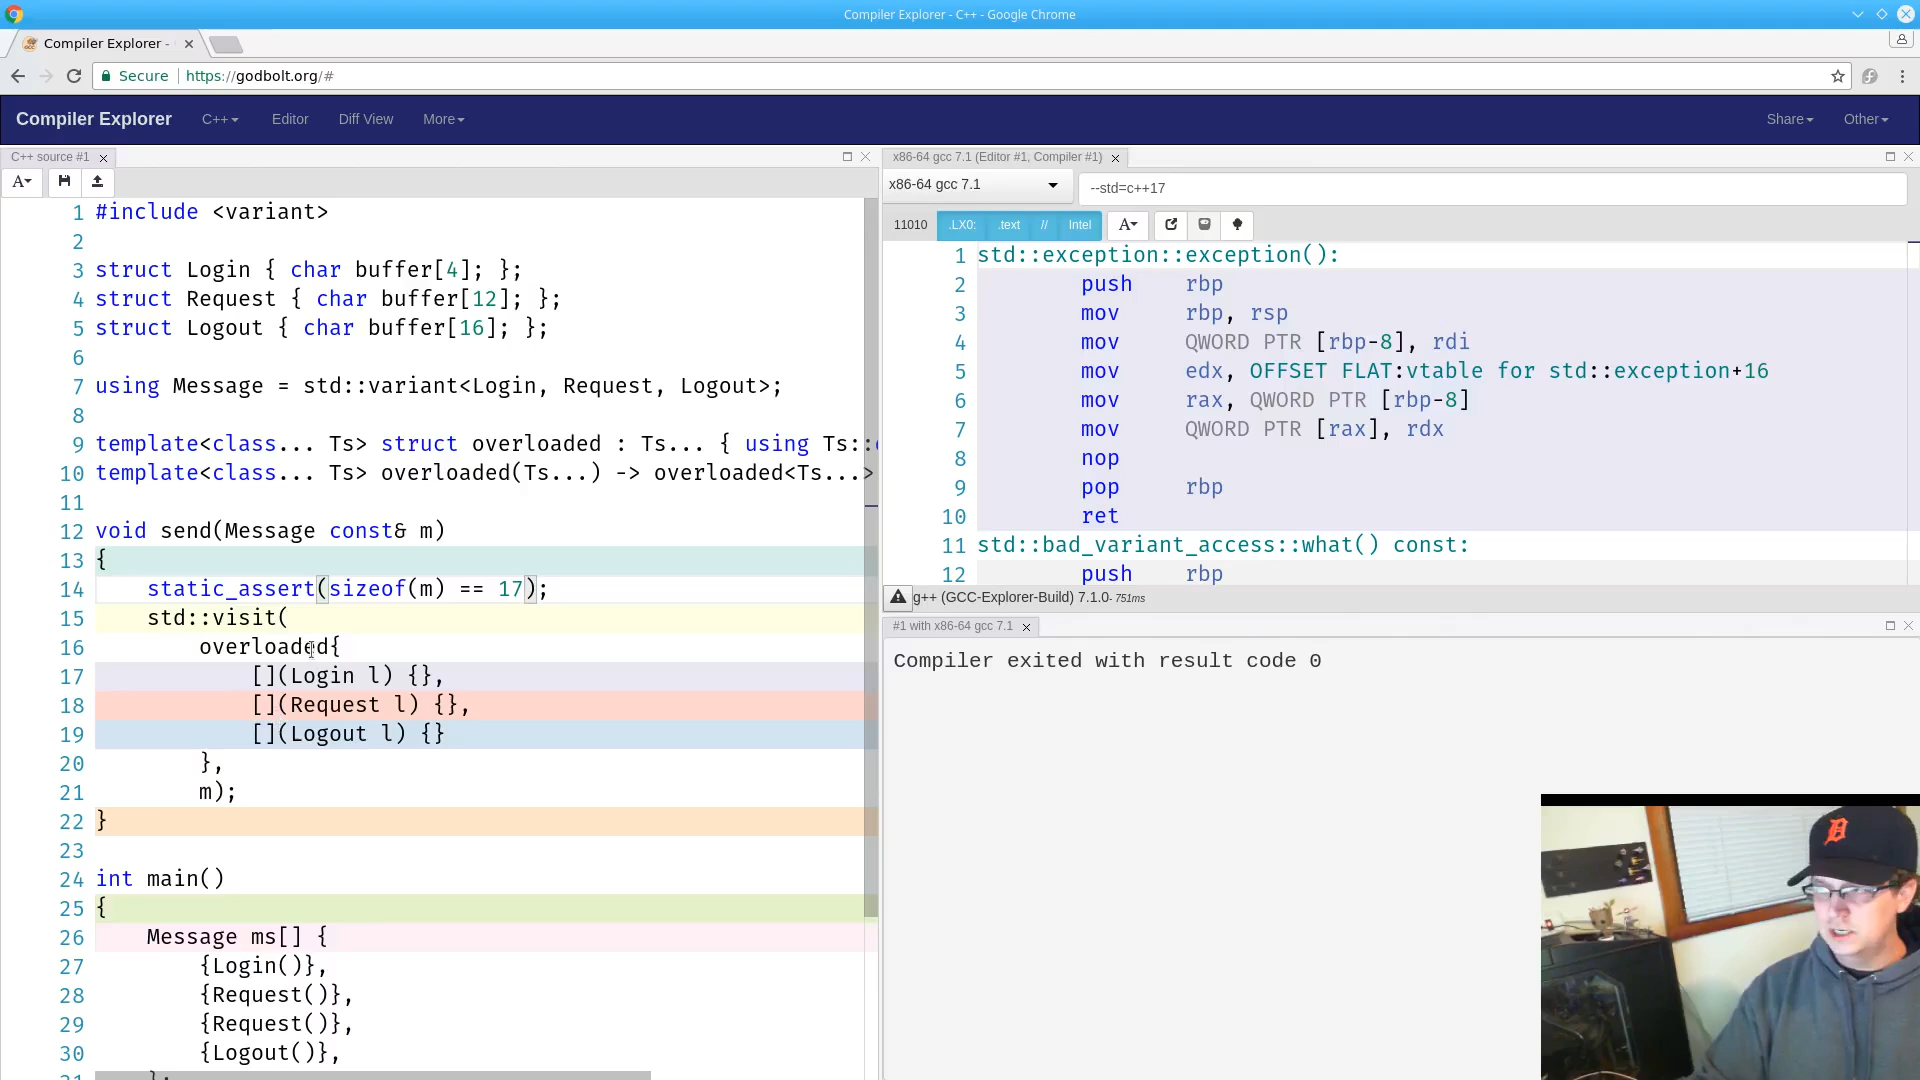 Compiler Explorer - C++ - Google Chrome
Compiler Explorer -
Secure https://godbolt.org/#
Compiler Explorer C++ Editor Diff View More Share Other
C++ source #1
A
1 #include <variant>
2
3 struct Login { char buffer[4]; };
4 struct Request { char buffer[12]; };
5 struct Logout { char buffer[16]; };
6
7 using Message = std::variant<Login, Request, Logout>;
8
9 template<class... Ts> struct overloaded : Ts... { using Ts::
10 template<class... Ts> overloaded(Ts...) -> overloaded<Ts...>
11
12 void send(Message const& m)
13 {
14 static_assert(sizeof(m) == 17);
15 std::visit(
16 overloaded{
17 [](Login l) {},
18 [](Request l) {},
19 [](Logout l) {}
20 },
21 m);
22 }
23
24 int main()
25 {
26 Message ms[] {
27 {Login()},
28 {Request()},
29 {Request()},
30 {Logout()},
x86-64 gcc 7.1 (Editor #1, Compiler #1)
x86-64 gcc 7.1 --std=c++17
11010 .LX0: .text // Intel A
1 std::exception::exception():
2 push rbp
3 mov rbp, rsp
4 mov QWORD PTR [rbp-8], rdi
5 mov edx, OFFSET FLAT:vtable for std::exception+16
6 mov rax, QWORD PTR [rbp-8]
7 mov QWORD PTR [rax], rdx
8 nop
9 pop rbp
10 ret
11 std::bad_variant_access::what() const:
12 push rbp
g++ (GCC-Explorer-Build) 7.1.0 - 751ms
#1 with x86-64 gcc 7.1
Compiler exited with result code 0